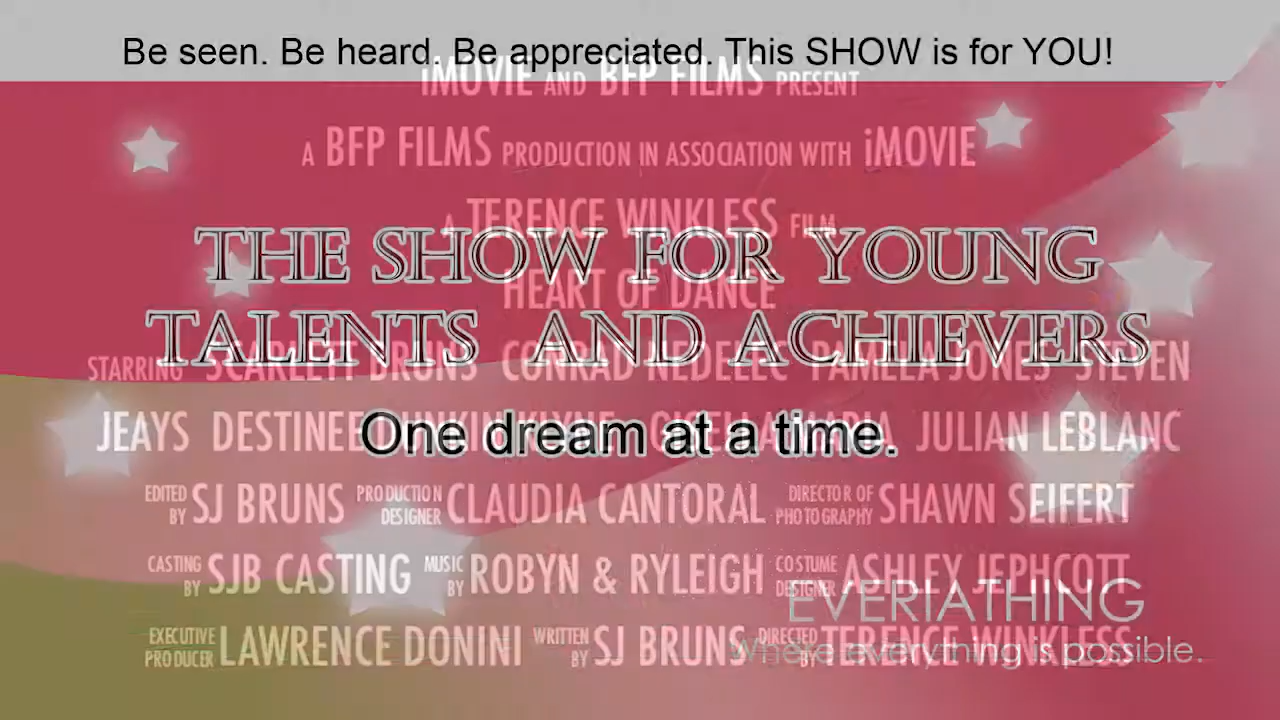 Be seen. Be heard. Be appreciated. This SHOW is for YOU!
iMOVIE AND BFP FILMS PRESENT
A BFP FILMS PRODUCTION IN ASSOCIATION WITH iMOVIE
A TERENCE WINKLESS FILM
THE SHOW FOR YOUNG
HEART OF DANCE
TALENTS AND ACHIEVERS
STARRING SCARLETT BRUNS CONRAD NEDELEC PAMELA JONES STEVEN
JEAYS DESTINEE KLYNE GISELLA MARIA JULIAN LEBLANC
One dream at a time.
EDITED BY SJ BRUNS PRODUCTION DESIGNER CLAUDIA CANTORAL DIRECTOR OF PHOTOGRAPHY SHAWN SEIFERT
CASTING BY SJB CASTING MUSIC BY ROBYN & RYLEIGH COSTUME DESIGNER ASHLEY JEPHCOTT
EVERIATHING
EXECUTIVE PRODUCER LAWRENCE DONINI WRITTEN BY SJ BRUNS DIRECTED BY TERENCE WINKLESS
Where everything is possible.